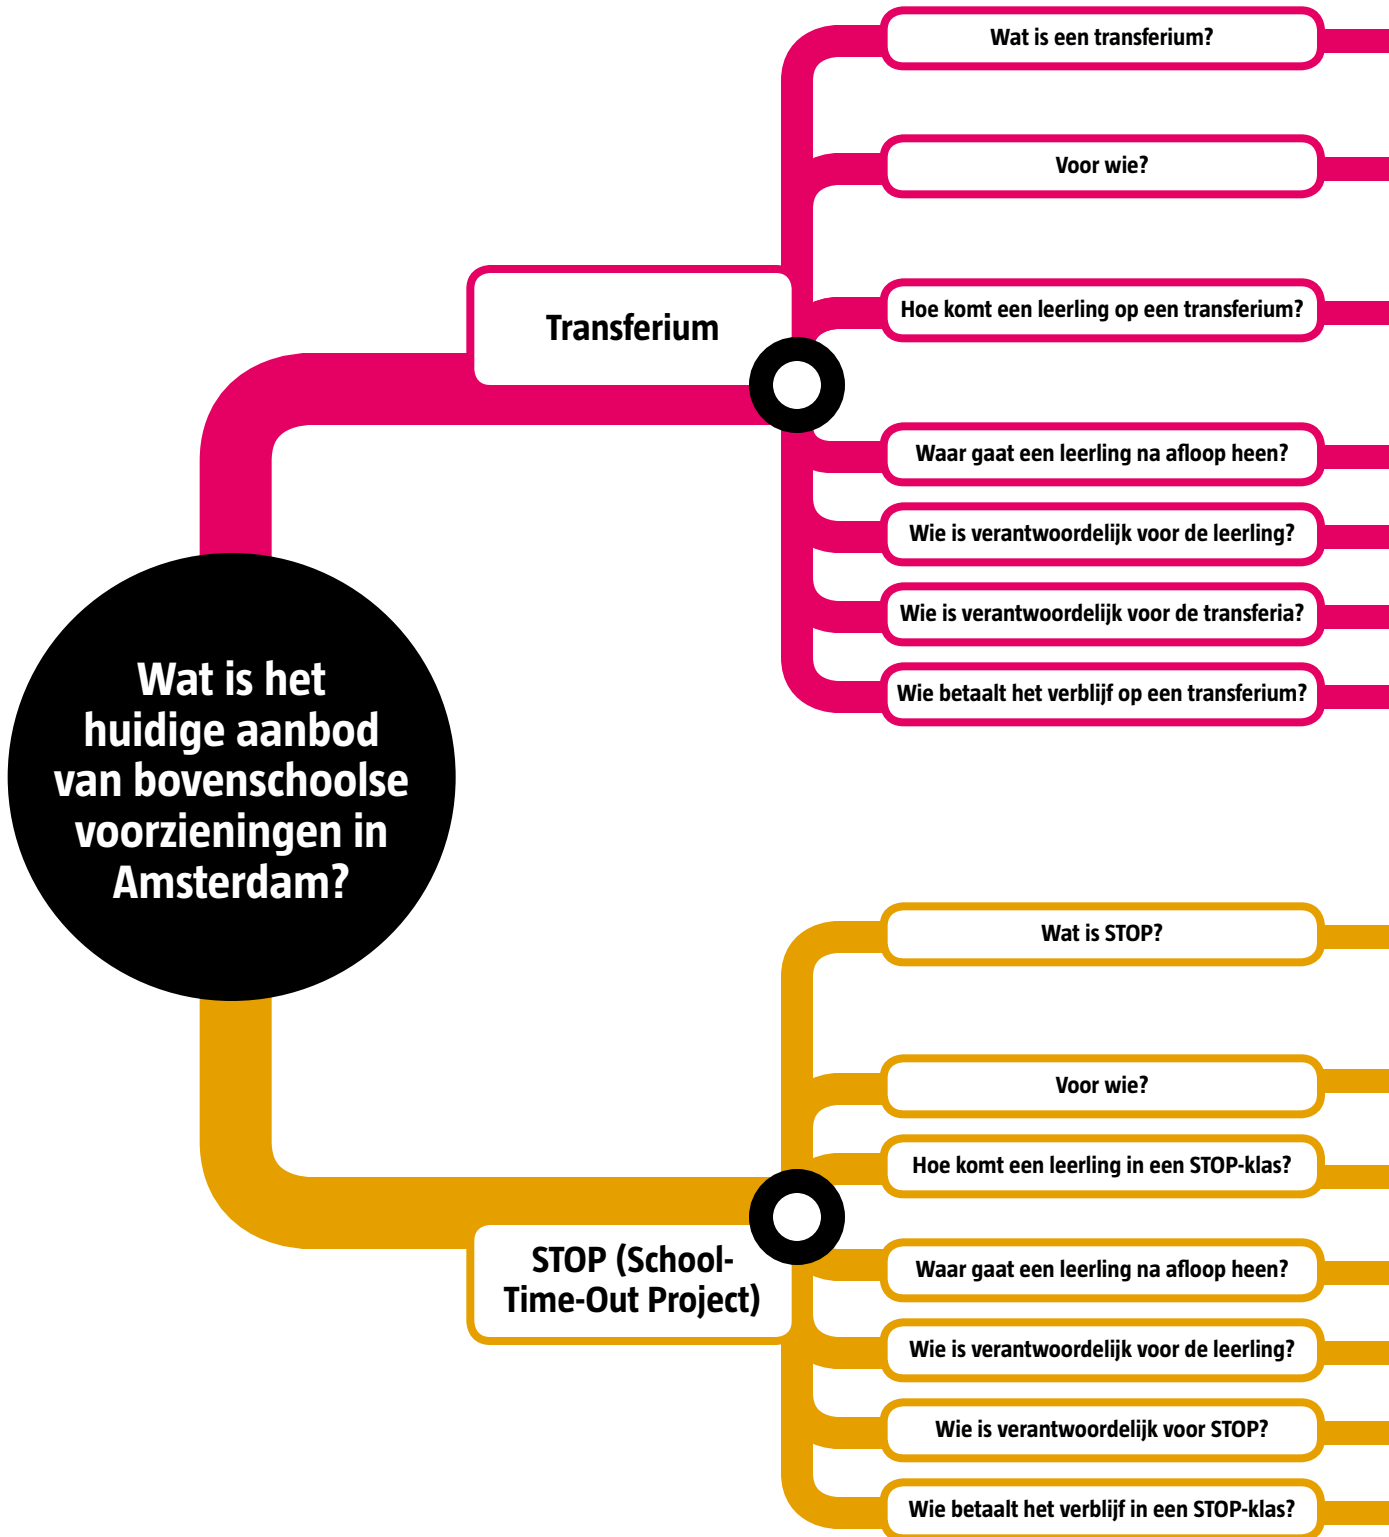 Wat is het
huidige aanbod
van bovenschoolse
voorzieningen in
Amsterdam?
Transferium
Wat is een transferium?
Voor wie?
Hoe komt een leerling op een transferium?
Waar gaat een leerling na afloop heen?
Wie is verantwoordelijk voor de leerling?
Wie is verantwoordelijk voor de transferia?
Wie betaalt het verblijf op een transferium?
STOP (School-
Time-Out Project)
Wat is STOP?
Voor wie?
Hoe komt een leerling in een STOP-klas?
Waar gaat een leerling na afloop heen?
Wie is verantwoordelijk voor de leerling?
Wie is verantwoordelijk voor STOP?
Wie betaalt het verblijf in een STOP-klas?